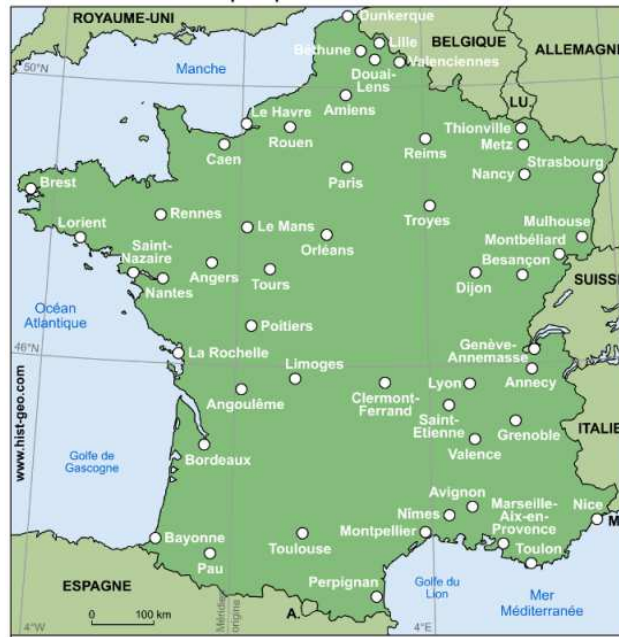 ROYAUME-UNI
Dunkerque
Lille
BELGIQUE
ALLEMAGNE
Béthune
50°N
Manche
Douai-
Lens
Valenciennes
LU.
Amiens
Le Havre
Rouen
Caen
Reims
Thionville
Metz
Strasbourg
Nancy
Paris
Brest
Rennes
Troyes
Lorient
Le Mans
Orléans
Mulhouse
Montbéliard
Saint-
Nazaire
Angers
Besançon
Nantes
Tours
Dijon
SUISSE
Océan
Atlantique
Poitiers
La Rochelle
Genève-
Annemasse
46°N
Limoges
Annecy
Clermont-
Ferrand
Lyon
Angoulême
Saint-
Etienne
Grenoble
ITALIE
www.hist-geo.com
Golfe de
Gascogne
Bordeaux
Valence
Avignon
Marseille-
Aix-en-
Provence
Nice
M
Nîmes
Bayonne
Toulouse
Montpellier
Toulon
Pau
ESPAGNE
Perpignan
Golfe du
Lion
Mer
Méditerranée
0
100 km
A.
4°W
Méridien
origine
4°E